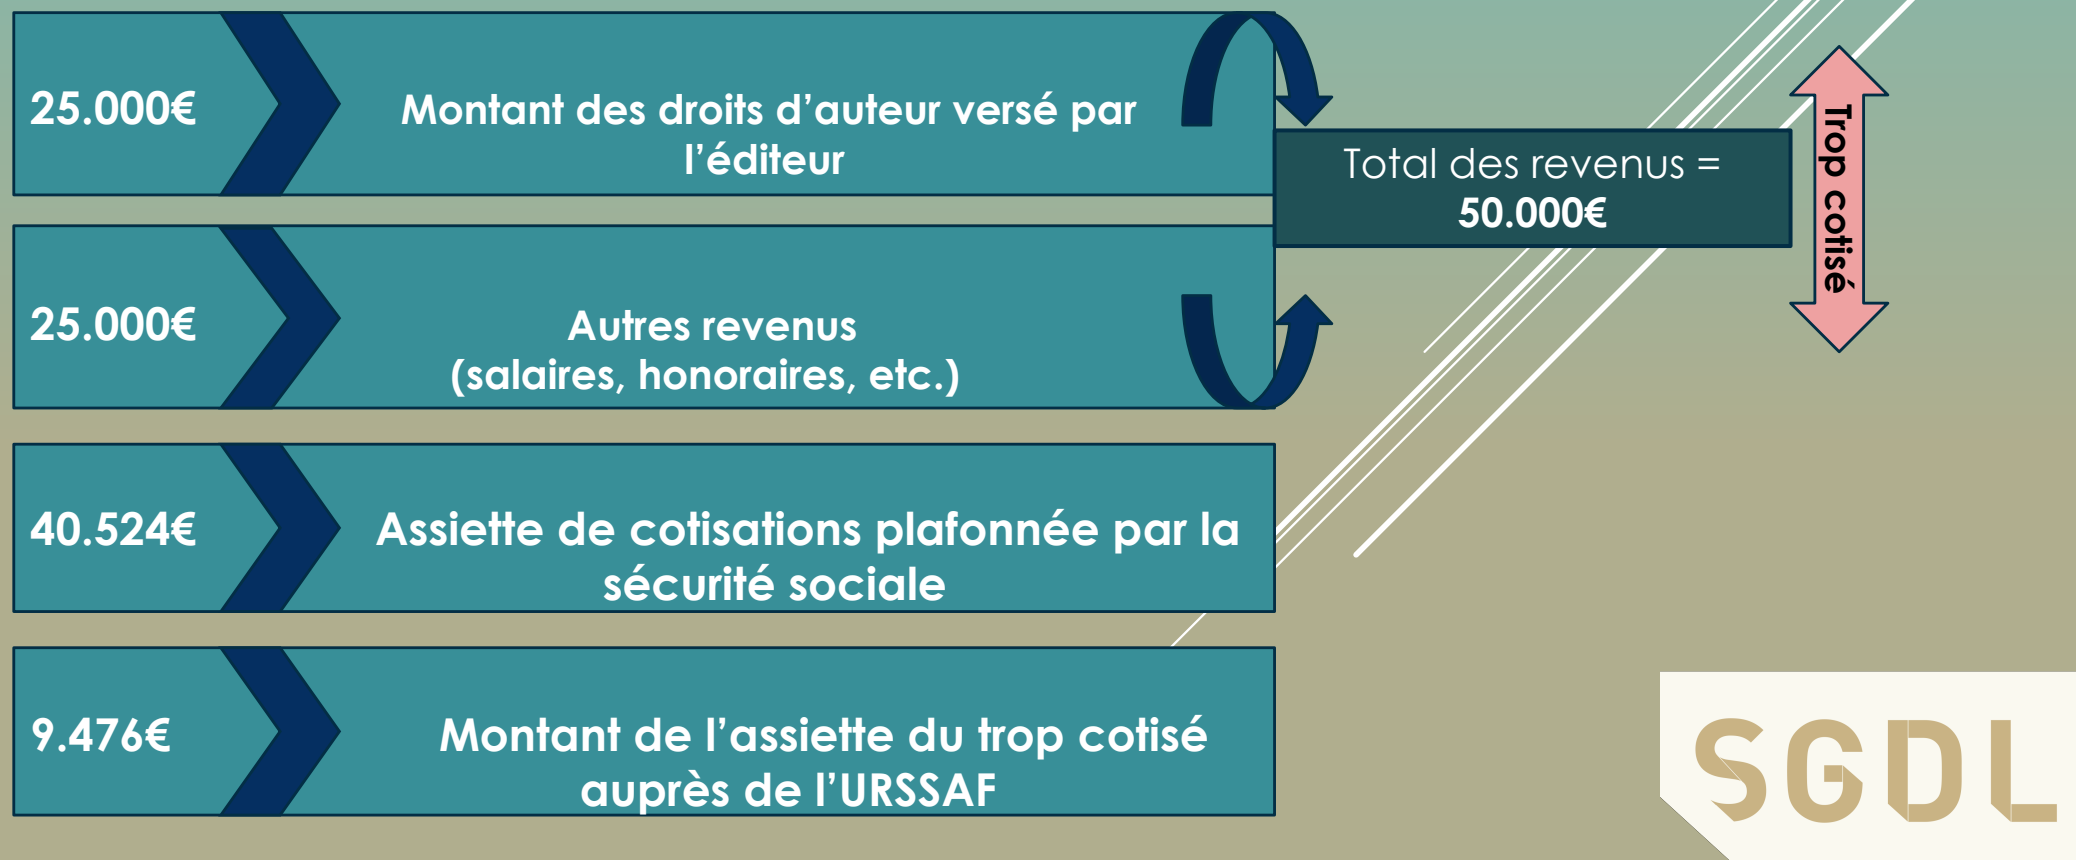 25.000€
Montant des droits d’auteur versé par
l’éditeur
Total des revenus =
50.000€
Trop cotisé
25.000€
Autres revenus
(salaires, honoraires, etc.)
40.524€
Assiette de cotisations plafonnée par la
sécurité sociale
9.476€
Montant de l’assiette du trop cotisé
auprès de l’URSSAF
SGDL